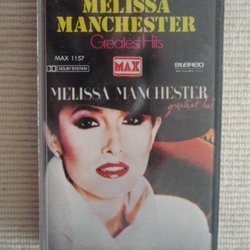 MELISSA
MANCHESTER
Greatest Hits
MAX 1157
DOLBY SYSTEM
MAX
STEREO
MELISSA MANCHESTER
greatest hits